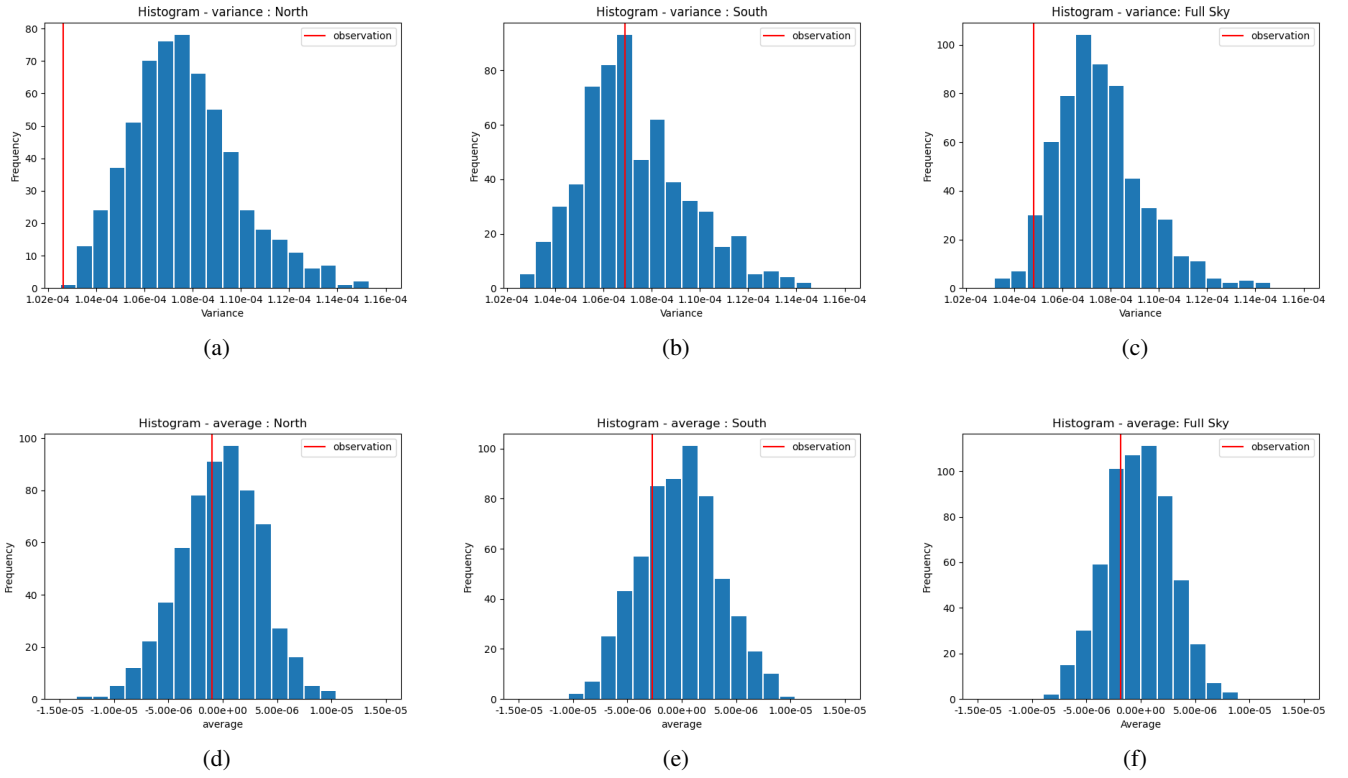 Histogram - variance : North
observation
80
70
60
50
40
30
20
10
0
Frequency
1.02e-04 1.04e-04 1.06e-04 1.08e-04 1.10e-04 1.12e-04 1.14e-04 1.16e-04
Variance
(a)
Histogram - variance : South
observation
80
60
40
20
0
Frequency
1.02e-04 1.04e-04 1.06e-04 1.08e-04 1.10e-04 1.12e-04 1.14e-04 1.16e-04
Variance
(b)
Histogram - variance: Full Sky
observation
100
80
60
40
20
0
Frequency
1.02e-04 1.04e-04 1.06e-04 1.08e-04 1.10e-04 1.12e-04 1.14e-04 1.16e-04
Variance
(c)
Histogram - average : North
observation
100
80
60
40
20
0
Frequency
-1.50e-05 -1.00e-05 -5.00e-06 0.00e+00 5.00e-06 1.00e-05 1.50e-05
average
(d)
Histogram - average : South
observation
100
80
60
40
20
0
Frequency
-1.50e-05 -1.00e-05 -5.00e-06 0.00e+00 5.00e-06 1.00e-05 1.50e-05
average
(e)
Histogram - average: Full Sky
observation
100
80
60
40
20
0
Frequency
-1.50e-05 -1.00e-05 -5.00e-06 0.00e+00 5.00e-06 1.00e-05 1.50e-05
Average
(f)